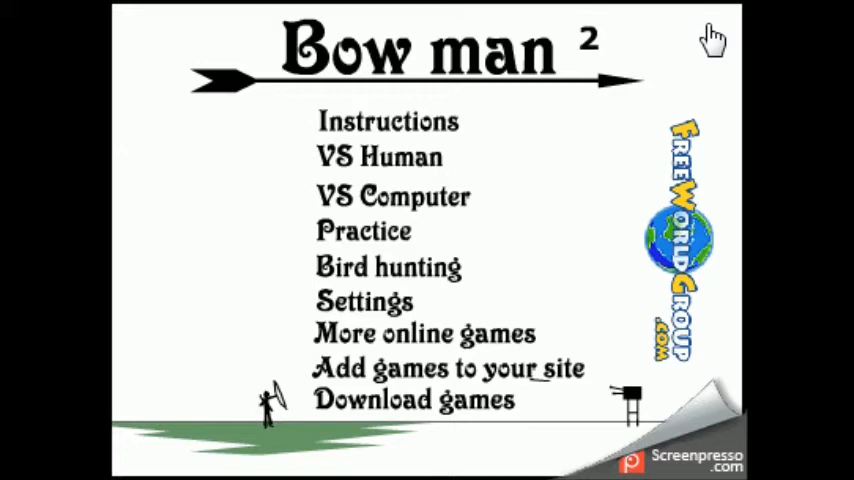 Bow man 2
Instructions
VS Human
VS Computer
Practice
Bird hunting
Settings
More online games
Add games to your site
Download games
FreeWorldGroup
.com
Screenpresso
.com